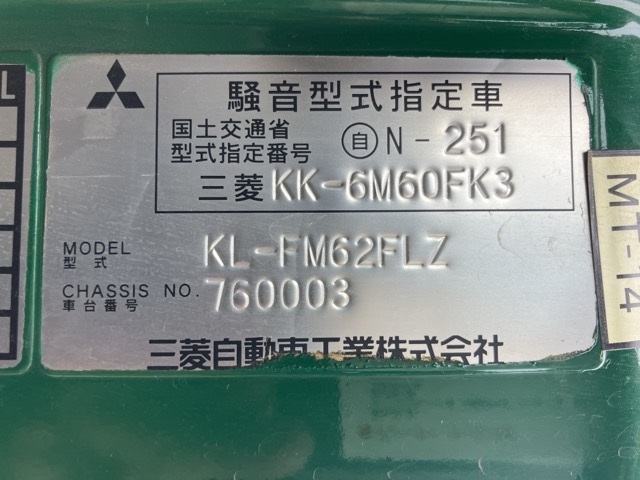 騒音型式指定車
国土交通省
型式指定番号 自N-251
三菱 KK-6M60FK3
MODEL
型式 KL-FM62FLZ
CHASSIS NO.
車台番号 760003
三菱自動車工業株式会社
MT-14
L